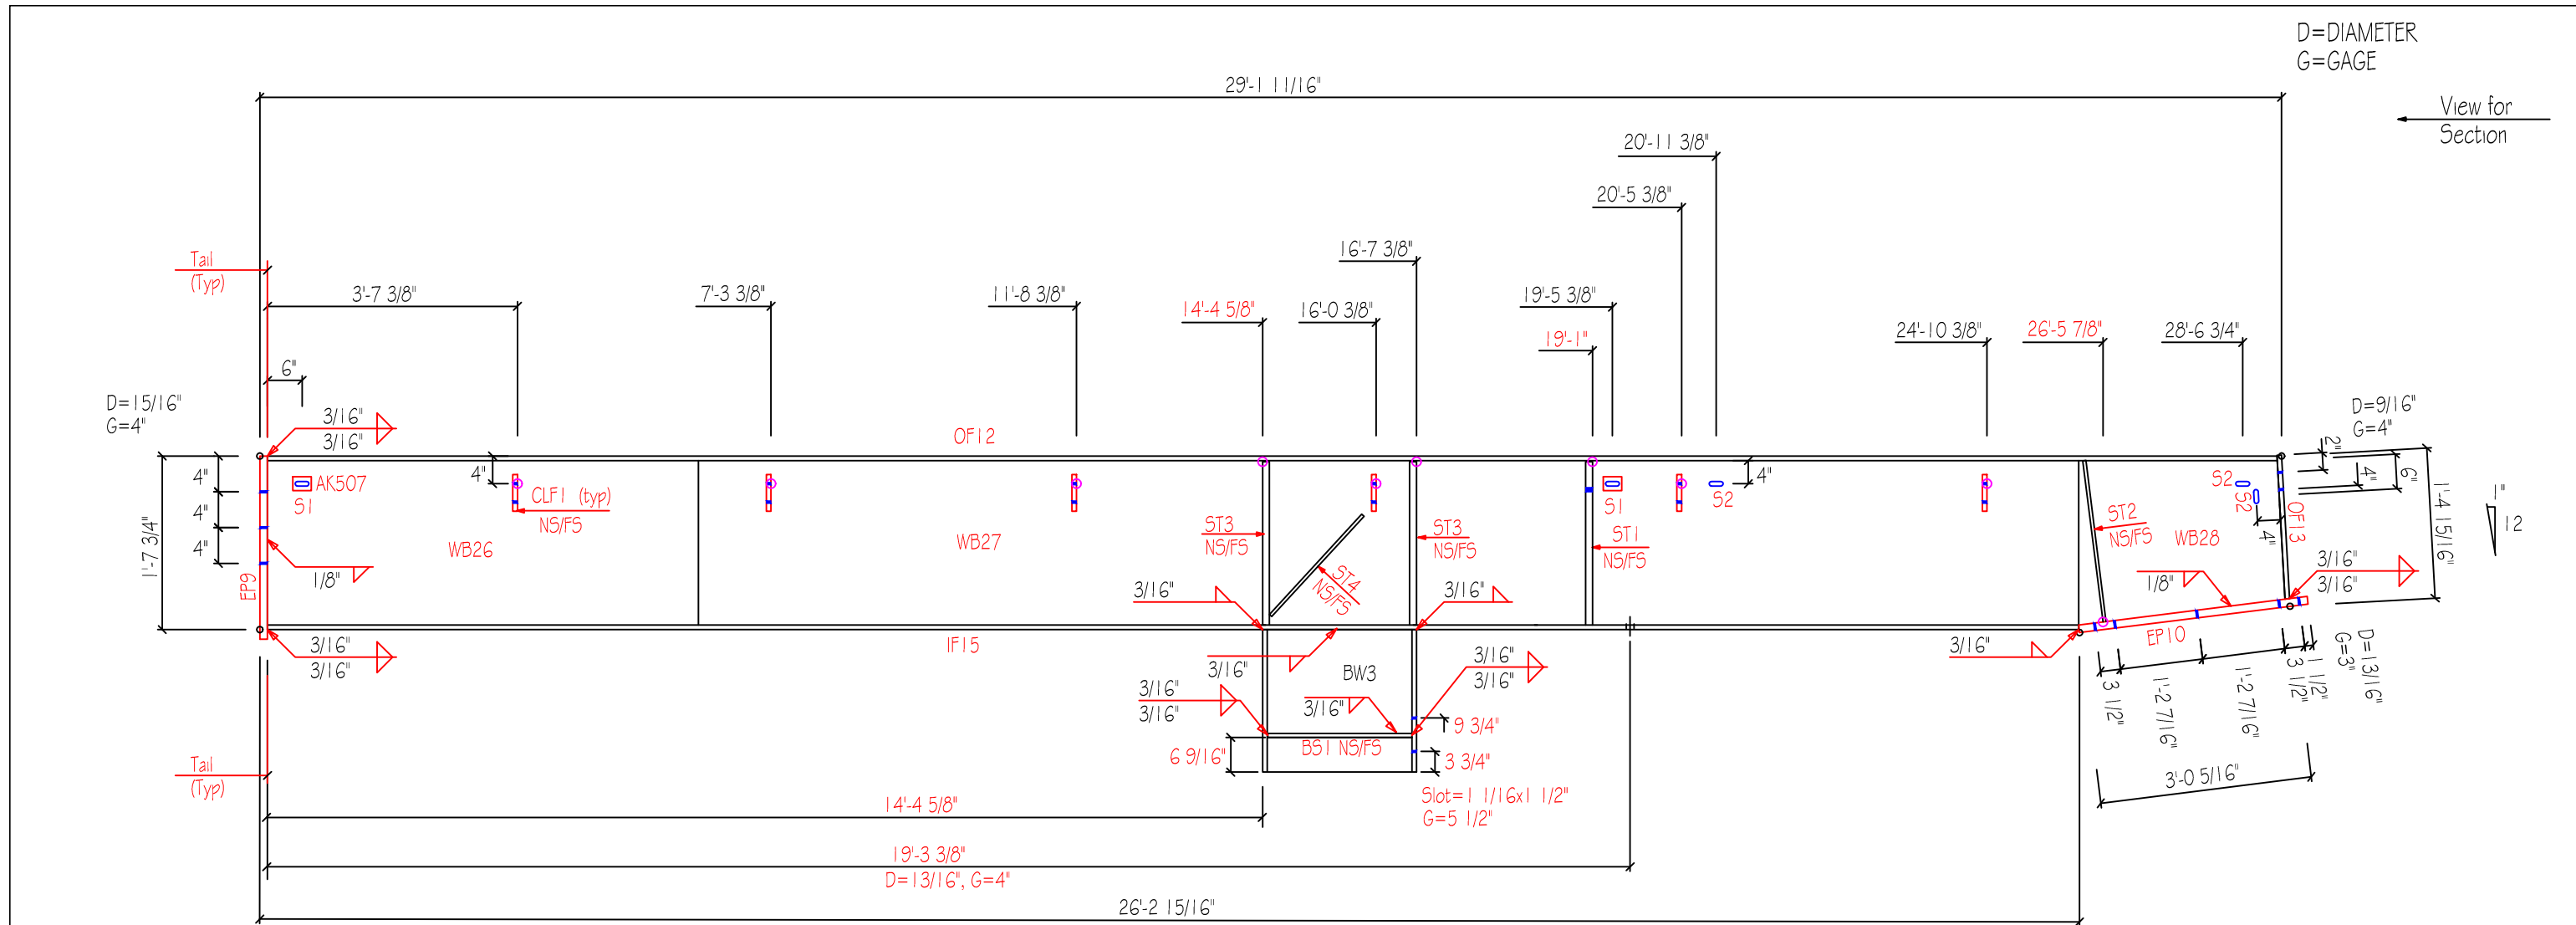 D=DIAMETER
G=GAGE
View for
Section
29'-1 11/16"
20'-11 3/8"
20'-5 3/8"
16'-7 3/8"
Tail
(Typ)
3'-7 3/8"
7'-3 3/8"
11'-8 3/8"
14'-4 5/8"
16'-0 3/8"
19'-5 3/8"
19'-1"
24'-10 3/8"
26'-5 7/8"
28'-6 3/4"
6"
D=15/16"
G=4"
3/16"
3/16"
OF12
D=9/16"
G=4"
2"
4"
6"
1'-4 15/16"
1"
12
4"
4"
4"
1'-7 3/4"
EP9
AK507
S1
4"
CLF1 (typ)
NS/FS
WB26
1/8"
WB27
ST3
NS/FS
ST4
NS/FS
ST3
NS/FS
ST1
NS/FS
S1
S2
4"
ST2
NS/FS
WB28
S2
S2
4"
OF13
3/16"
3/16"
1/8"
3/16"
3/16"
3/16"
3/16"
IF15
3/16"
3/16"
EP10
3 1/2"
1'-2 7/16"
1'-2 7/16"
3 1/2"
1 1/2"
D=13/16"
G=3"
3'-0 5/16"
BW3
3/16"
3/16"
3/16"
3/16"
3/16"
9 3/4"
BS1 NS/FS
6 9/16"
3 3/4"
Slot=1 1/16x1 1/2"
G=5 1/2"
Tail
(Typ)
14'-4 5/8"
19'-3 3/8"
D=13/16", G=4"
26'-2 15/16"